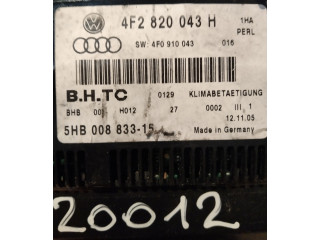 4F2 820 043 H 1HA
PERL
SW: 4F0 910 043 016
B.H.TC 0129 KLIMABETAETIGUNG
BHB 00 H012 27 0002 III 1
12.11.05
5HB 008 833-15 Made in Germany
20012